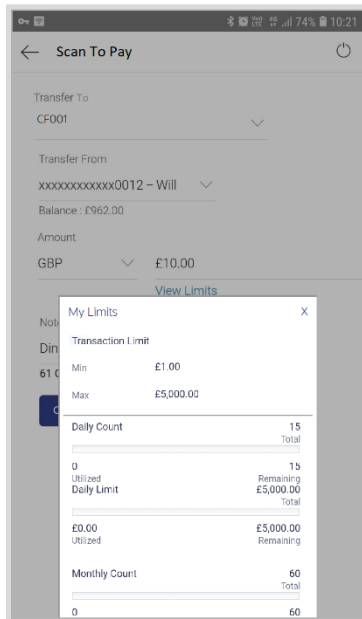 74% 10:21
Scan To Pay
Transfer To
CF001
Transfer From
xxxxxxxxxxxx0012 – Will
Balance : £962.00
Amount
GBP £10.00
View Limits
My Limits X
Transaction Limit
Min £1.00
Max £5,000.00
Not
Din
61
Daily Count 15
Total
0 15
Utilized Remaining
Daily Limit £5,000.00
Total
£0.00 £5,000.00
Utilized Remaining
Monthly Count 60
Total
0 60